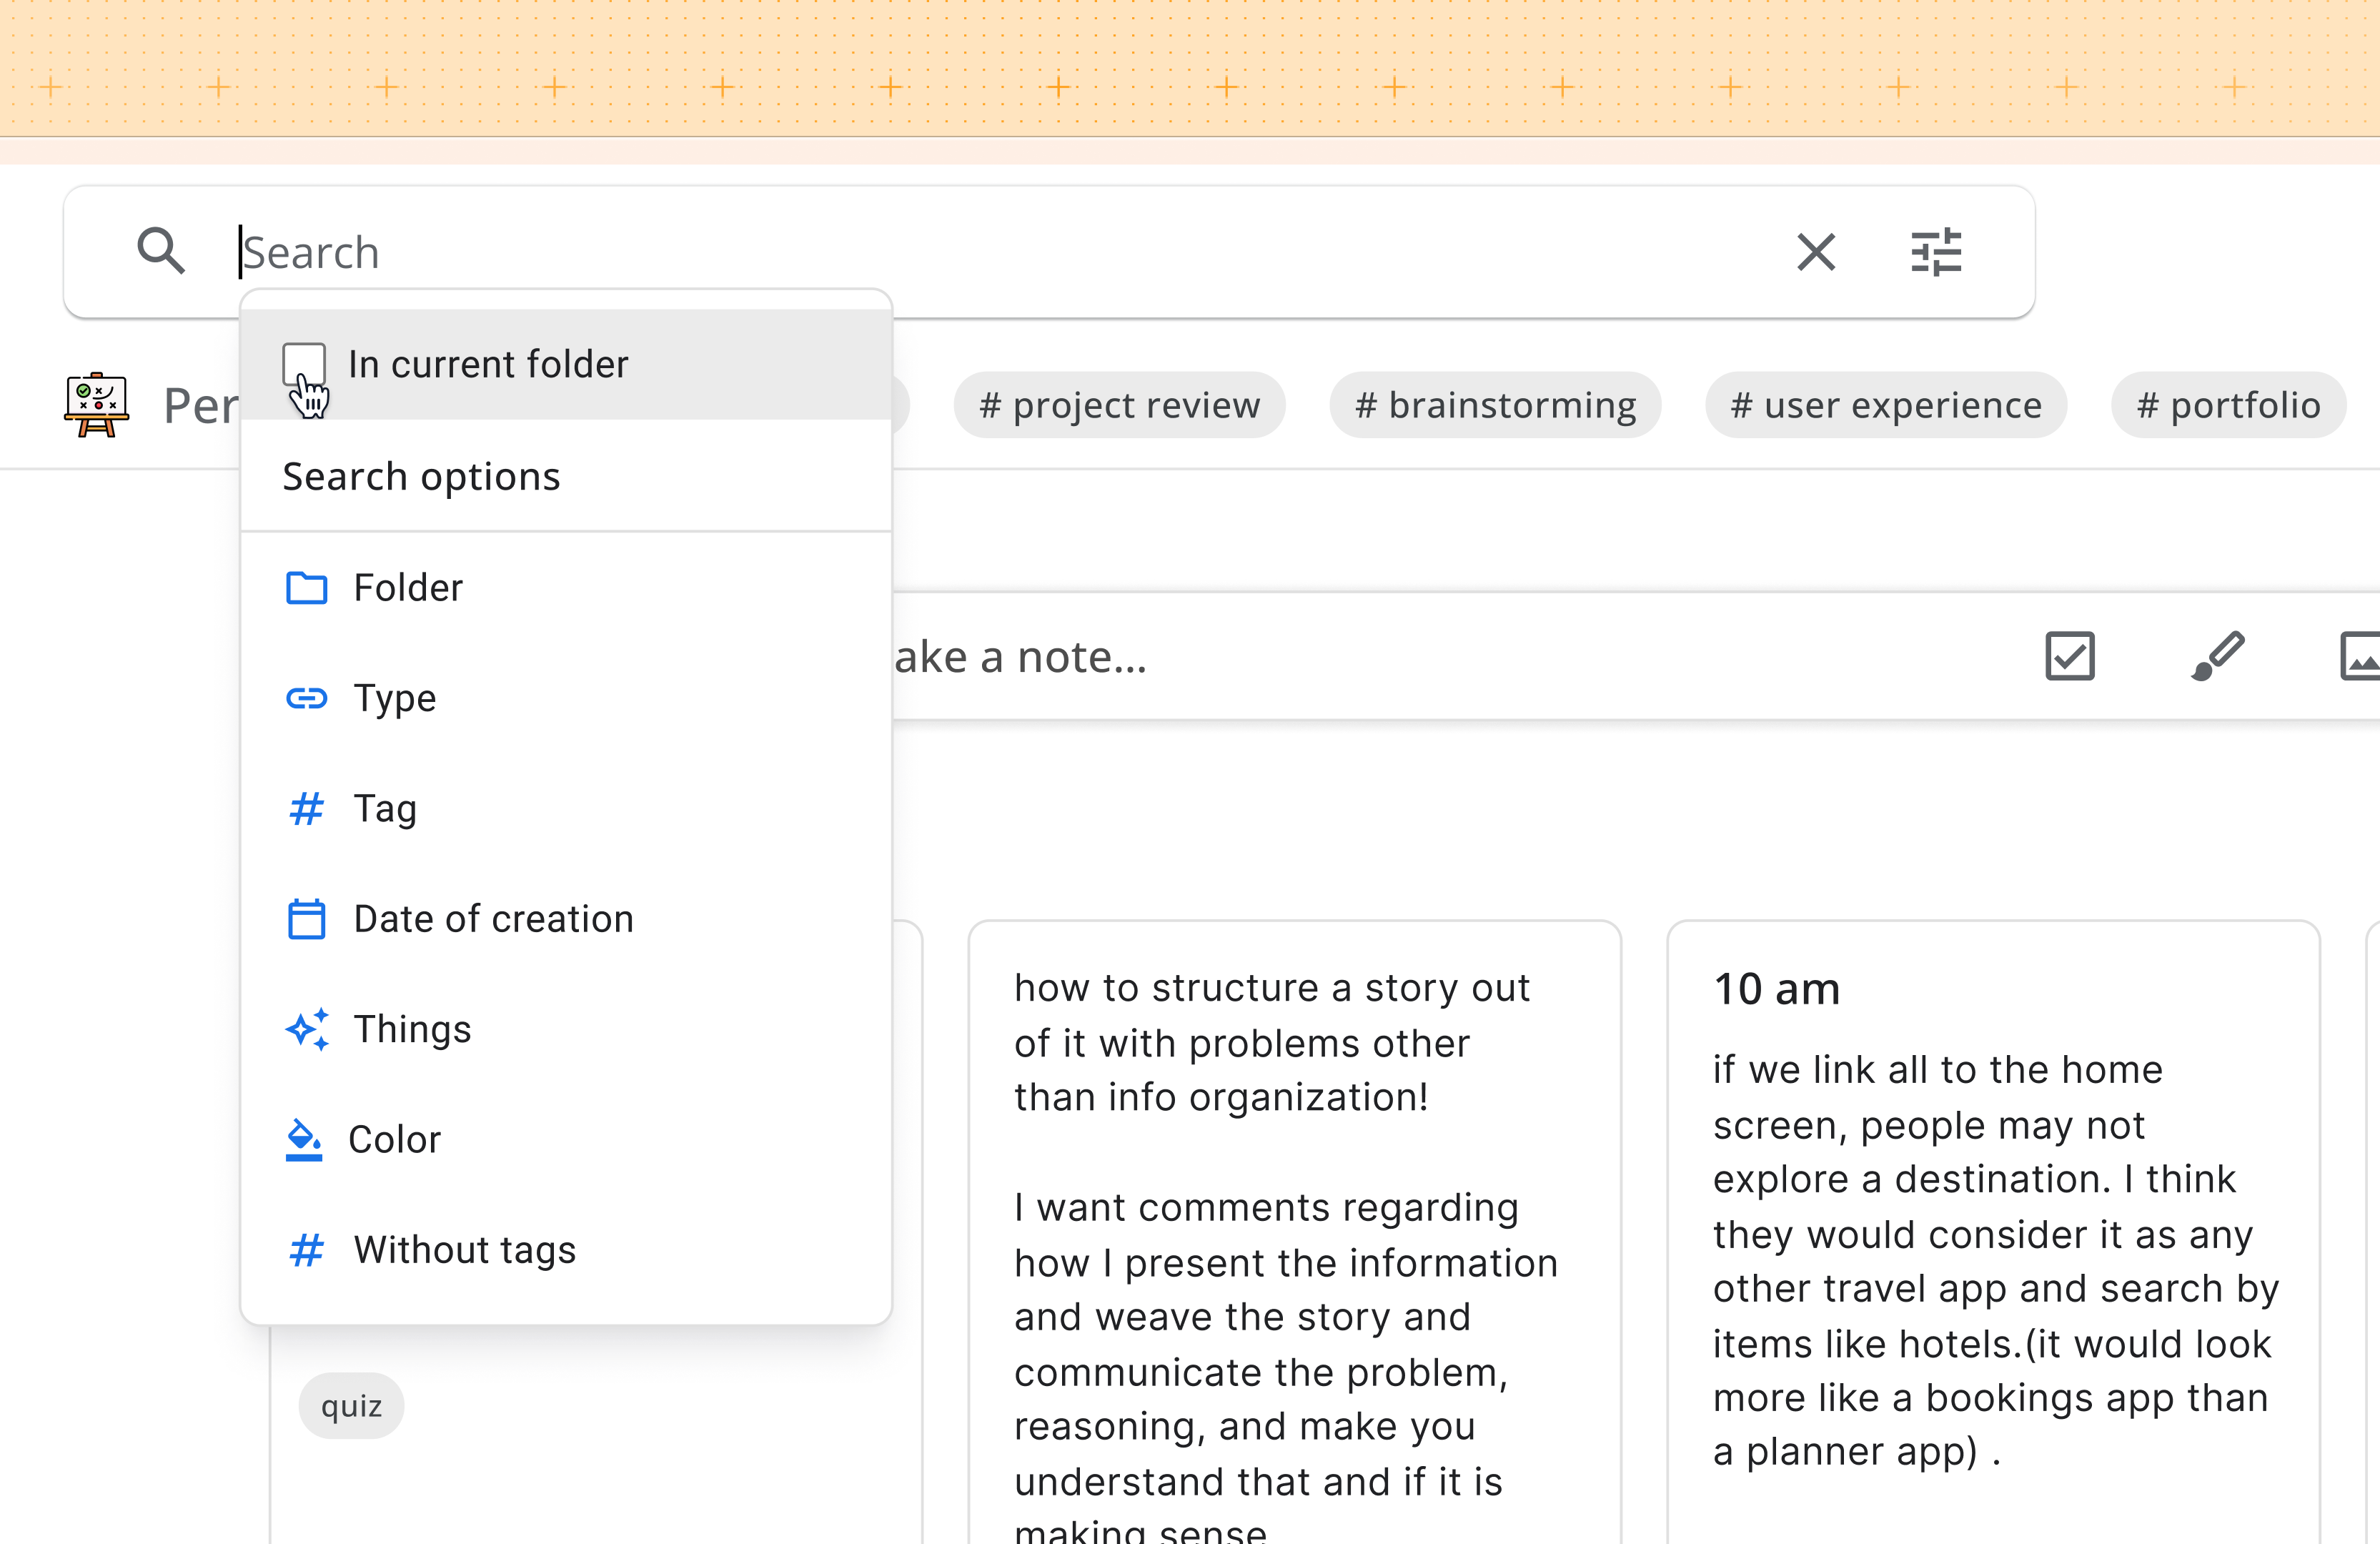 Search
In current folder
Per
# project review
# brainstorming
# user experience
# portfolio
Search options
Folder
Type
Tag
Date of creation
Things
Color
Without tags
ake a note...
quiz
how to structure a story out
of it with problems other
than info organization!
I want comments regarding
how I present the information
and weave the story and
communicate the problem,
reasoning, and make you
understand that and if it is
making sense
10 am
if we link all to the home
screen, people may not
explore a destination. I think
they would consider it as any
other travel app and search by
items like hotels.(it would look
more like a bookings app than
a planner app) .